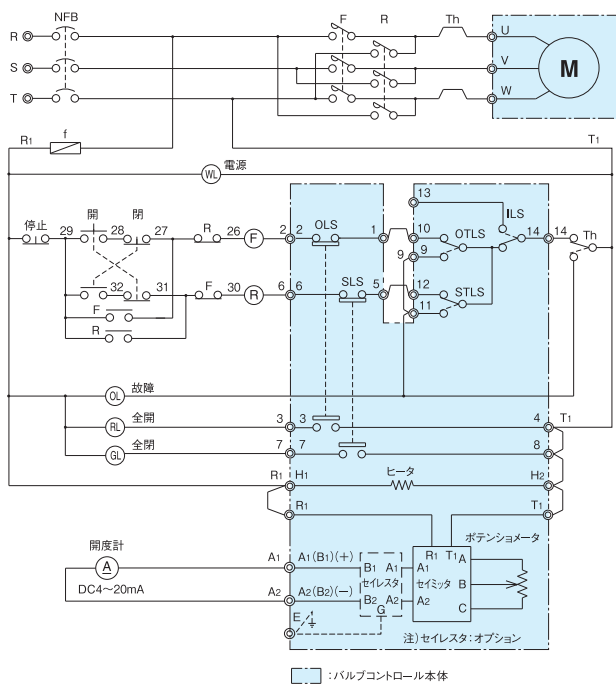 NFB F R Th
R U
S V M
T W
R1 f T1
WL 電源
13 ILS
停止 29 開 28 閉 27 R 26 F 2 2 OLS 1 10 OTLS 14 14 Th
9 9
32 31 F 30 R 6 6 SLS 5 12 STLS
F 11
R
OL 故障
RL 全開 3 3 4 T1
GL 全閉 7 7 8
R1 H1 ヒータ H2
R1 T1
ポテンショメータ
開度計 R1 T1 A
A A1 A1(B1)(+) B1 A1 A1 B
セイレスタ セイミッタ
DC4〜20mA A2 A2(B2)(−) B2 A2 A2 C
E G
注)セイレスタ:オプション
:バルブコントロール本体